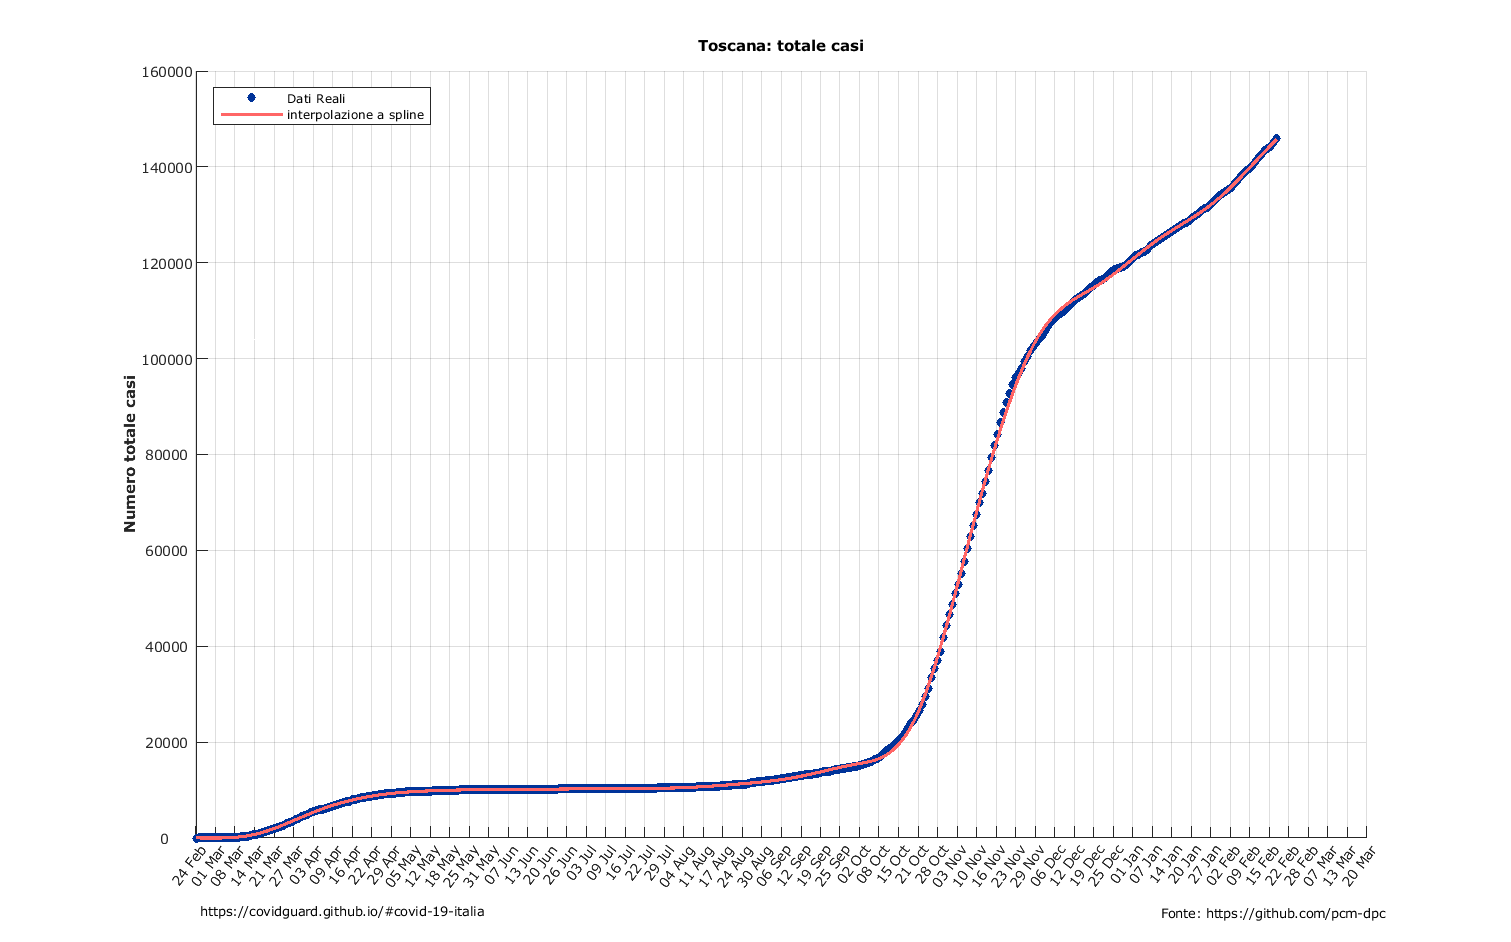 Toscana: totale casi
160000
140000
120000
100000
80000
60000
40000
20000
0
Numero totale casi
Dati Reali
interpolazione a spline
24 Feb
01 Mar
08 Mar
14 Mar
21 Mar
27 Mar
03 Apr
09 Apr
16 Apr
22 Apr
29 Apr
05 May
12 May
18 May
25 May
31 May
07 Jun
13 Jun
20 Jun
26 Jun
03 Jul
09 Jul
16 Jul
22 Jul
29 Jul
04 Aug
11 Aug
17 Aug
24 Aug
30 Aug
06 Sep
12 Sep
19 Sep
25 Sep
02 Oct
08 Oct
15 Oct
21 Oct
28 Oct
03 Nov
10 Nov
16 Nov
23 Nov
29 Nov
06 Dec
12 Dec
19 Dec
25 Dec
01 Jan
07 Jan
14 Jan
20 Jan
27 Jan
02 Feb
09 Feb
15 Feb
22 Feb
28 Feb
07 Mar
13 Mar
20 Mar
https://covidguard.github.io/#covid-19-italia
Fonte: https://github.com/pcm-dpc